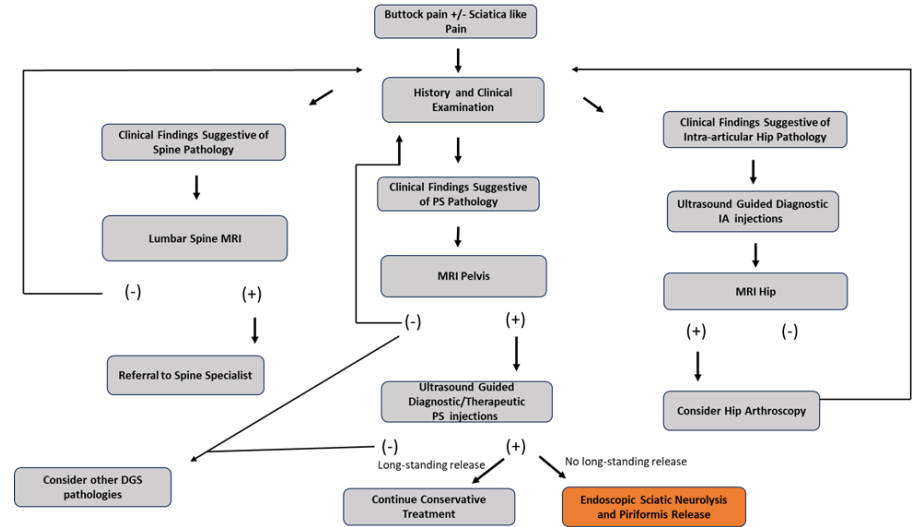 Buttock pain +/- Sciatica like
Pain
History and Clinical
Examination
Clinical Findings Suggestive of
Spine Pathology
Lumbar Spine MRI
(-)
(+)
Referral to Spine Specialist
Clinical Findings Suggestive
of PS Pathology
MRI Pelvis
(-)
(+)
Ultrasound Guided
Diagnostic/Therapeutic
PS injections
(-)
(+)
Long-standing release
No long-standing release
Consider other DGS
pathologies
Continue Conservative
Treatment
Endoscopic Sciatic Neurolysis
and Piriformis Release
Clinical Findings Suggestive of
Intra-articular Hip Pathology
Ultrasound Guided Diagnostic
IA injections
MRI Hip
(+)
(-)
Consider Hip Arthroscopy